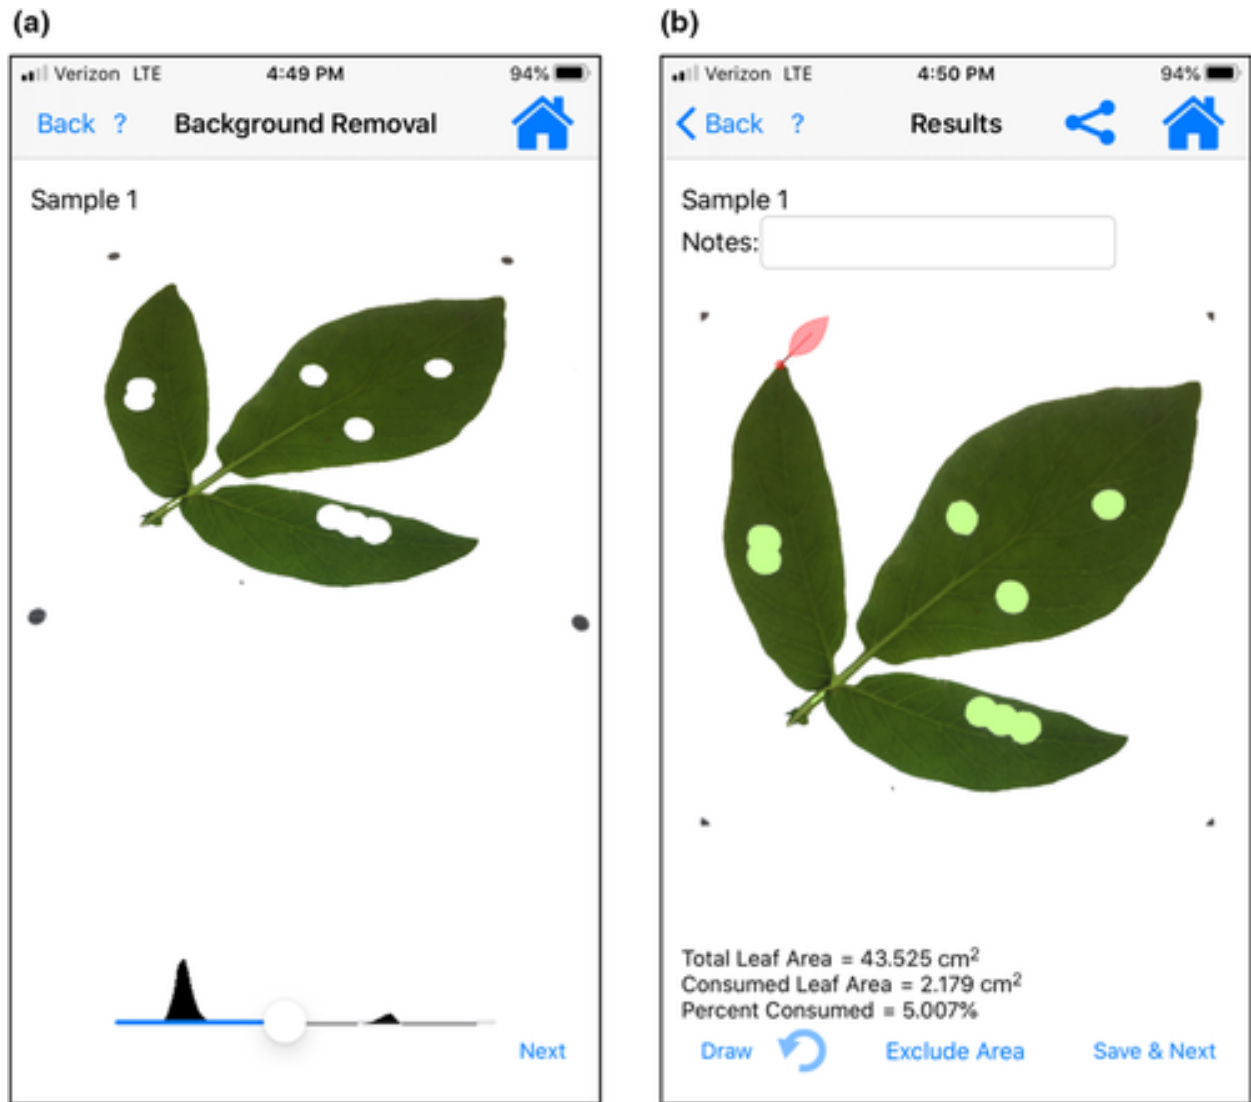 (a)
Verizon LTE 4:49 PM 94%
Back ? Background Removal
Sample 1
Next
(b)
Verizon LTE 4:50 PM 94%
Back ? Results
Sample 1
Notes:
Total Leaf Area = 43.525 cm²
Consumed Leaf Area = 2.179 cm²
Percent Consumed = 5.007%
Draw Exclude Area Save & Next